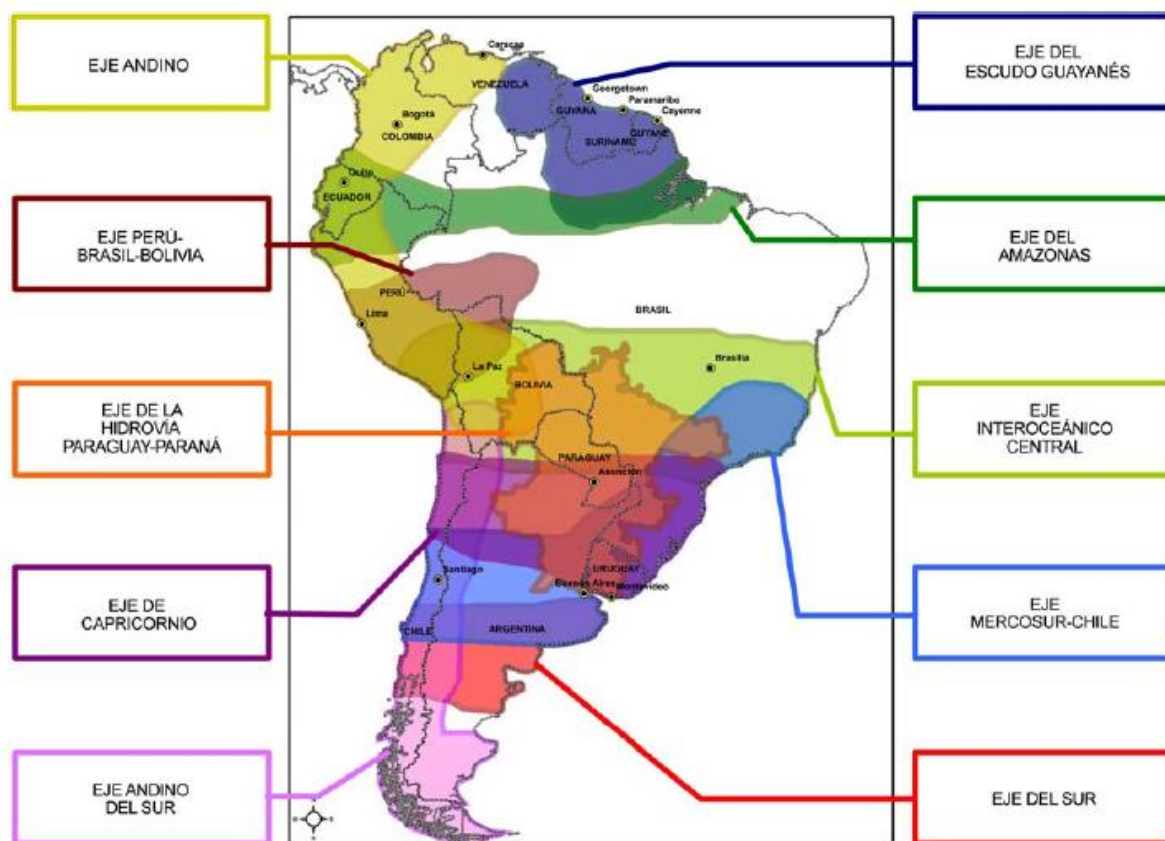 EJE ANDINO
EJE PERÚ-
BRASIL-BOLIVIA
EJE DE LA
HIDROVÍA
PARAGUAY-PARANÁ
EJE DE
CAPRICORNIO
EJE ANDINO
DEL SUR
Caracas
VENEZUELA
Georgetown
Paramaribo
GUYANA
Cayenne
Bogotá
COLOMBIA
SURINAME
GUYANE
Quito
ECUADOR
PERÚ
BRASIL
Lima
Brasilia
La Paz
BOLIVIA
PARAGUAY
Asunción
URUGUAY
Santiago
Buenos Aires
Montevideo
CHILE
ARGENTINA
EJE DEL
ESCUDO GUAYANÉS
EJE DEL
AMAZONAS
EJE
INTEROCEÁNICO
CENTRAL
EJE
MERCOSUR-CHILE
EJE DEL SUR